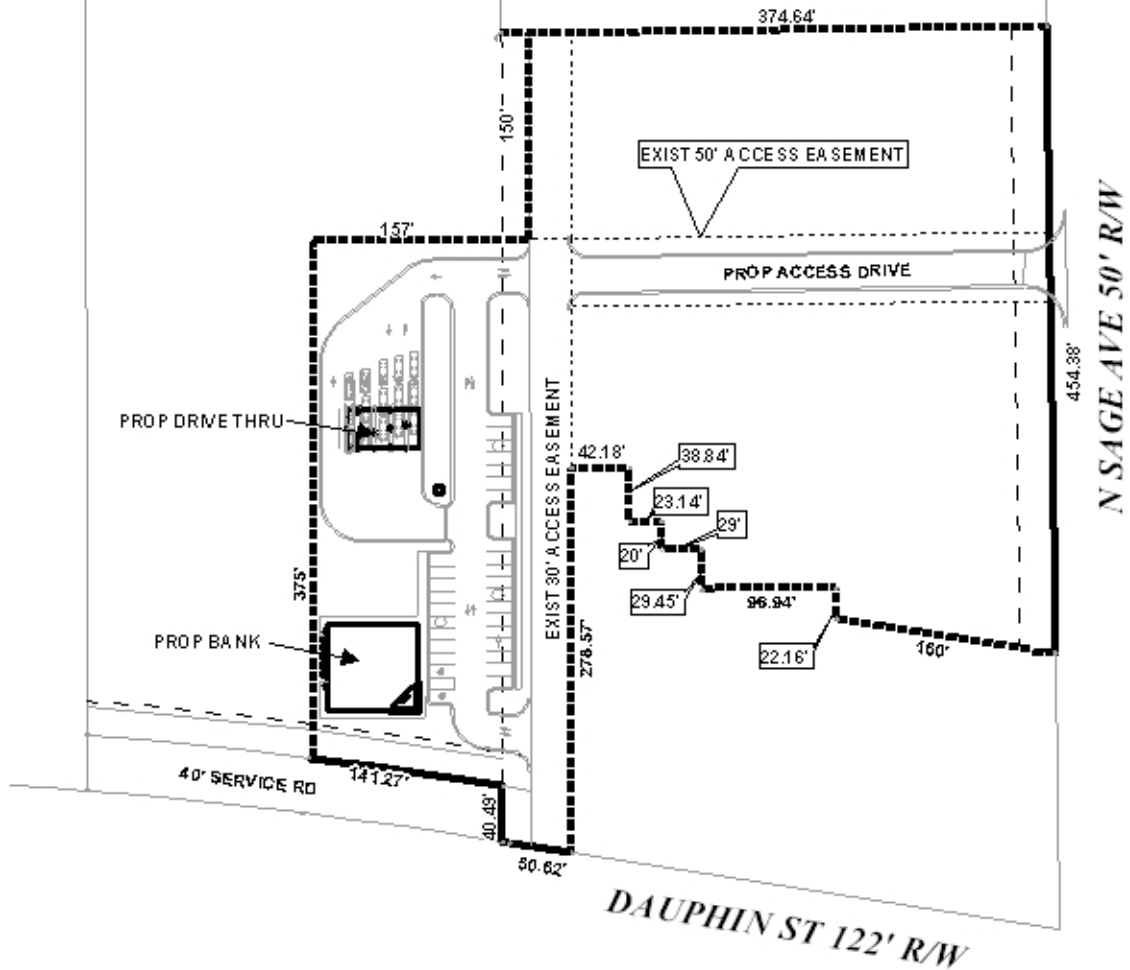 374.64'
150'
EXIST 50' ACCESS EASEMENT
157'
PROP ACCESS DRIVE
N SAGE AVE 50' R/W
454.38'
PROP DRIVE THRU
EXIST 30' ACCESS EASEMENT
42.18'
38.84'
23.14'
29'
20'
29.45'
96.94'
22.16'
160'
375'
278.57'
PROP BANK
141.27'
40' SERVICE RD
40.49'
50.62'
DAUPHIN ST 122' R/W